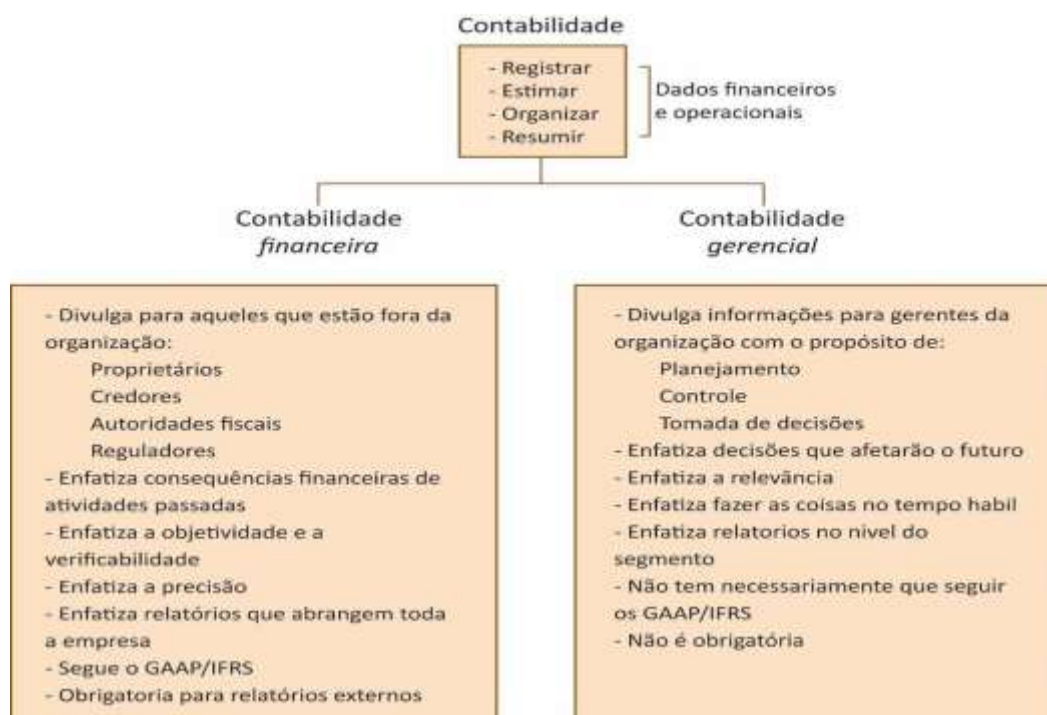 Contabilidade
- Registrar
- Estimar
- Organizar
- Resumir
Dados financeiros
e operacionais
Contabilidade
financeira
Contabilidade
gerencial
- Divulga para aqueles que estão fora da
organização:
Proprietários
Credores
Autoridades fiscais
Reguladores
- Enfatiza consequências financeiras de
atividades passadas
- Enfatiza a objetividade e a
verificabilidade
- Enfatiza a precisão
- Enfatiza relatórios que abrangem toda
a empresa
- Segue o GAAP/IFRS
- Obrigatoria para relatórios externos
- Divulga informações para gerentes da
organização com o propósito de:
Planejamento
Controle
Tomada de decisões
- Enfatiza decisões que afetarão o futuro
- Enfatiza a relevância
- Enfatiza fazer as coisas no tempo habil
- Enfatiza relatorios no nivel do
segmento
- Não tem necessariamente que seguir
os GAAP/IFRS
- Não é obrigatória